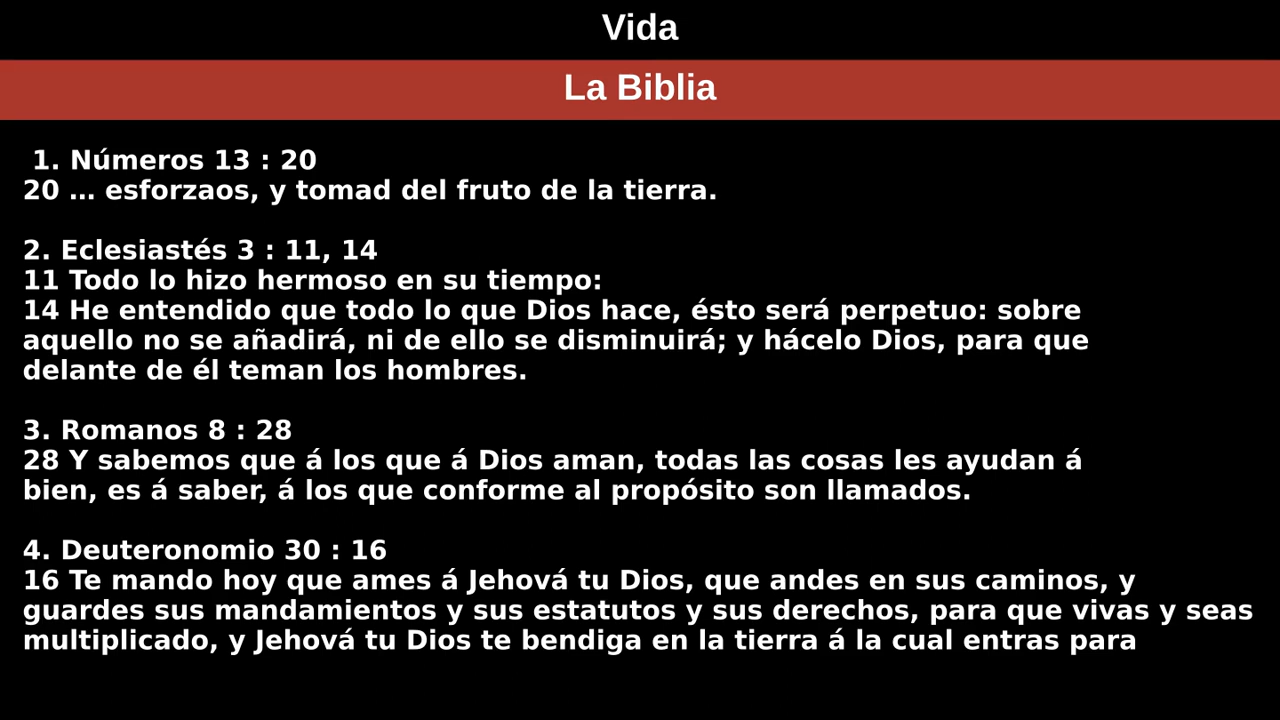 Vida
La Biblia
1. Números 13 : 20
20 … esforzaos, y tomad del fruto de la tierra.
2. Eclesiastés 3 : 11, 14
11 Todo lo hizo hermoso en su tiempo:
14 He entendido que todo lo que Dios hace, ésto será perpetuo: sobre
aquello no se añadirá, ni de ello se disminuirá; y hácelo Dios, para que
delante de él teman los hombres.
3. Romanos 8 : 28
28 Y sabemos que á los que á Dios aman, todas las cosas les ayudan á
bien, es á saber, á los que conforme al propósito son llamados.
4. Deuteronomio 30 : 16
16 Te mando hoy que ames á Jehová tu Dios, que andes en sus caminos, y
guardes sus mandamientos y sus estatutos y sus derechos, para que vivas y seas
multiplicado, y Jehová tu Dios te bendiga en la tierra á la cual entras para